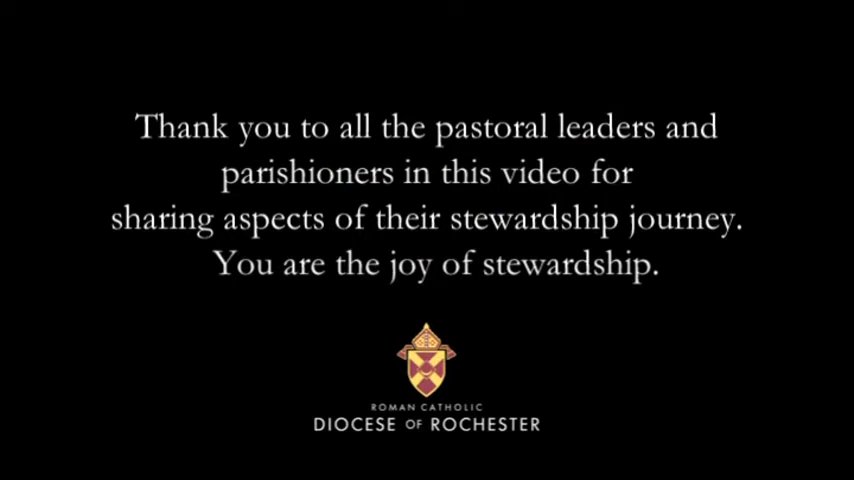 Thank you to all the pastoral leaders and
parishioners in this video for
sharing aspects of their stewardship journey.
You are the joy of stewardship.
ROMAN CATHOLIC
DIOCESE OF ROCHESTER